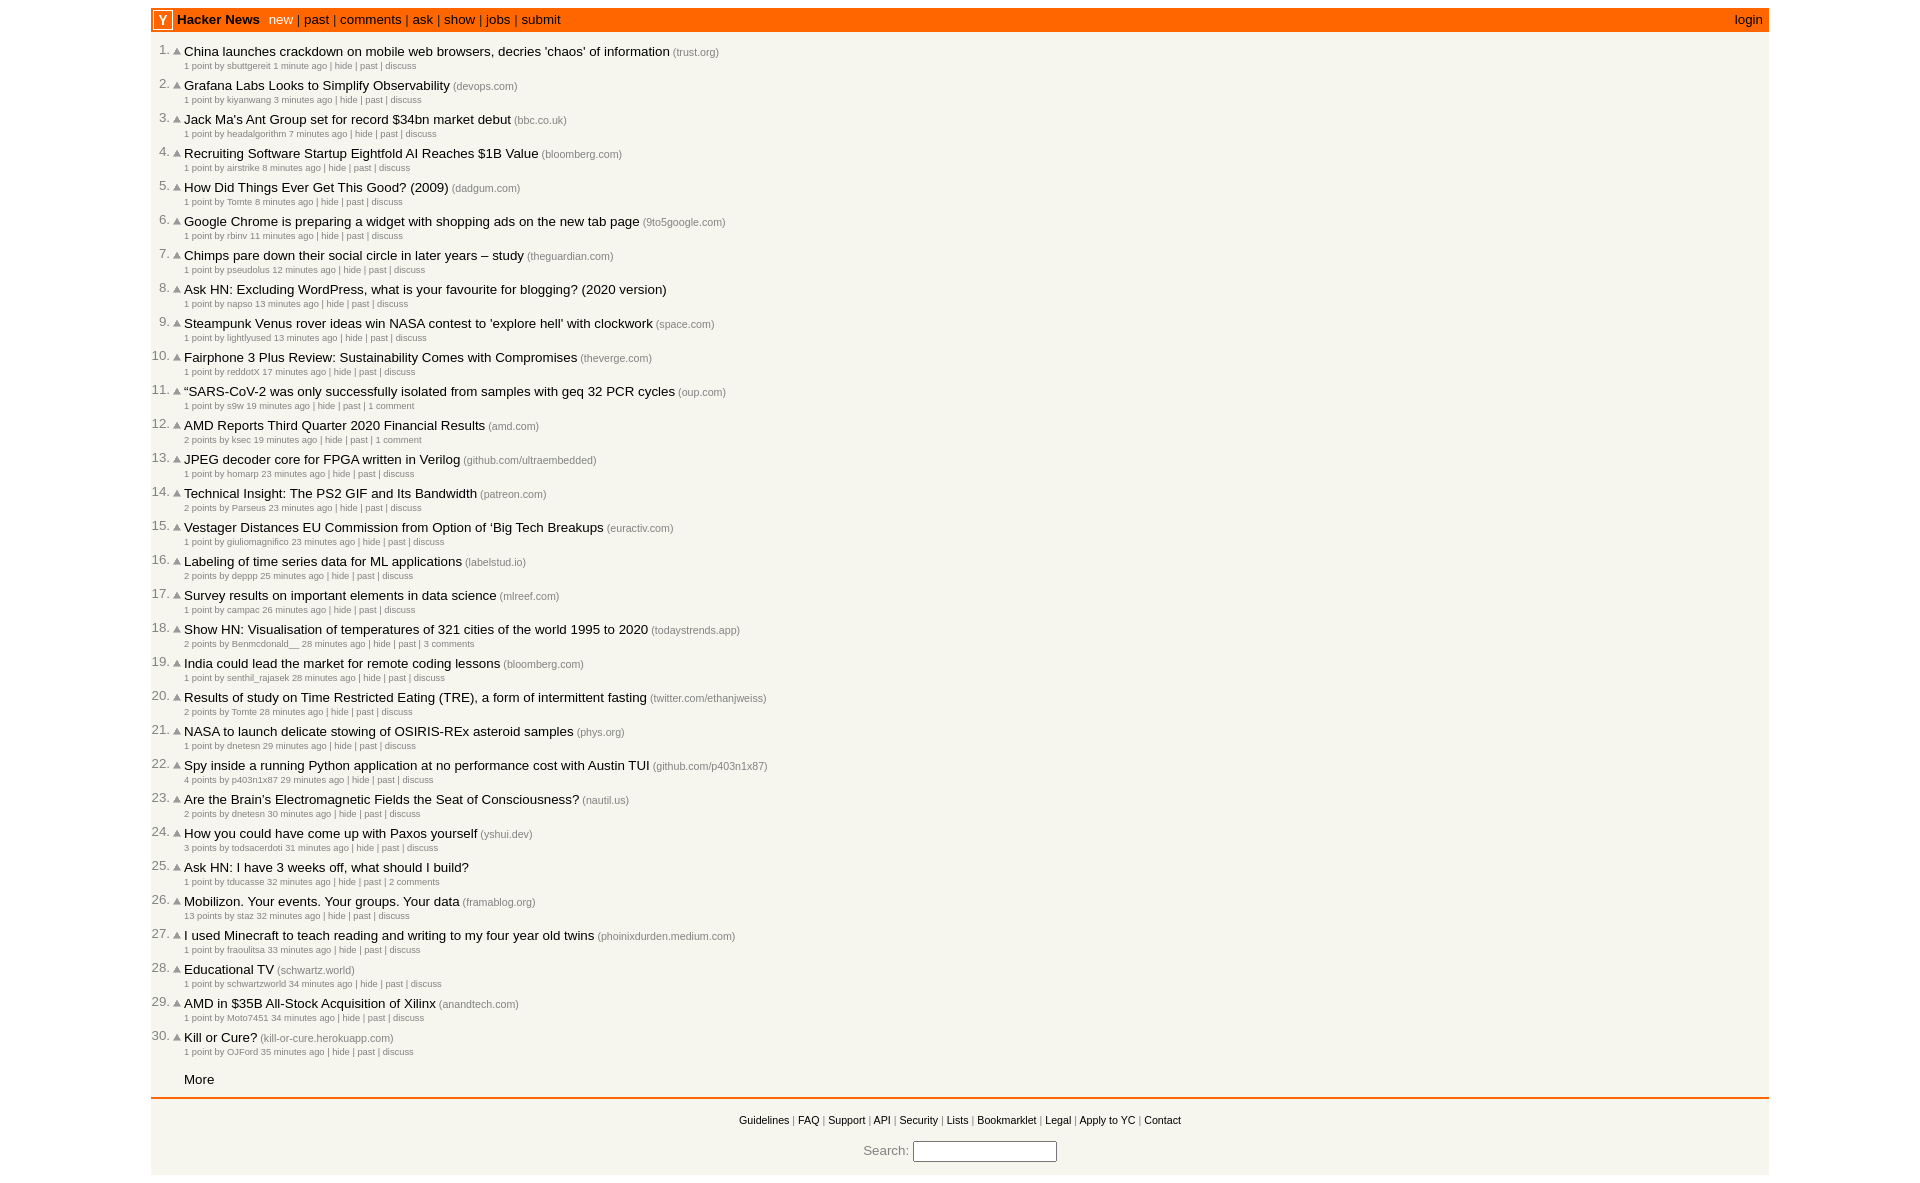 Y Hacker News new | past | comments | ask | show | jobs | submit login
1. China launches crackdown on mobile web browsers, decries 'chaos' of information (trust.org)
1 point by sbuttgereit 1 minute ago | hide | past | discuss
2. Grafana Labs Looks to Simplify Observability (devops.com)
1 point by kiyanwang 3 minutes ago | hide | past | discuss
3. Jack Ma's Ant Group set for record $34bn market debut (bbc.co.uk)
1 point by headalgorithm 7 minutes ago | hide | past | discuss
4. Recruiting Software Startup Eightfold AI Reaches $1B Value (bloomberg.com)
1 point by airstrike 8 minutes ago | hide | past | discuss
5. How Did Things Ever Get This Good? (2009) (dadgum.com)
1 point by Tomte 8 minutes ago | hide | past | discuss
6. Google Chrome is preparing a widget with shopping ads on the new tab page (9to5google.com)
1 point by rbinv 11 minutes ago | hide | past | discuss
7. Chimps pare down their social circle in later years – study (theguardian.com)
1 point by pseudolus 12 minutes ago | hide | past | discuss
8. Ask HN: Excluding WordPress, what is your favourite for blogging? (2020 version)
1 point by napso 13 minutes ago | hide | past | discuss
9. Steampunk Venus rover ideas win NASA contest to 'explore hell' with clockwork (space.com)
1 point by lightlyused 13 minutes ago | hide | past | discuss
10. Fairphone 3 Plus Review: Sustainability Comes with Compromises (theverge.com)
1 point by reddotX 17 minutes ago | hide | past | discuss
11. “SARS-CoV-2 was only successfully isolated from samples with geq 32 PCR cycles (oup.com)
1 point by s9w 19 minutes ago | hide | past | 1 comment
12. AMD Reports Third Quarter 2020 Financial Results (amd.com)
2 points by ksec 19 minutes ago | hide | past | 1 comment
13. JPEG decoder core for FPGA written in Verilog (github.com/ultraembedded)
1 point by homarp 23 minutes ago | hide | past | discuss
14. Technical Insight: The PS2 GIF and Its Bandwidth (patreon.com)
2 points by Parseus 23 minutes ago | hide | past | discuss
15. Vestager Distances EU Commission from Option of ‘Big Tech Breakups (euractiv.com)
1 point by giuliomagnifico 23 minutes ago | hide | past | discuss
16. Labeling of time series data for ML applications (labelstud.io)
2 points by deppp 25 minutes ago | hide | past | discuss
17. Survey results on important elements in data science (mlreef.com)
1 point by campac 26 minutes ago | hide | past | discuss
18. Show HN: Visualisation of temperatures of 321 cities of the world 1995 to 2020 (todaystrends.app)
2 points by Benmcdonald__ 28 minutes ago | hide | past | 3 comments
19. India could lead the market for remote coding lessons (bloomberg.com)
1 point by senthil_rajasek 28 minutes ago | hide | past | discuss
20. Results of study on Time Restricted Eating (TRE), a form of intermittent fasting (twitter.com/ethanjweiss)
2 points by Tomte 28 minutes ago | hide | past | discuss
21. NASA to launch delicate stowing of OSIRIS-REx asteroid samples (phys.org)
1 point by dnetesn 29 minutes ago | hide | past | discuss
22. Spy inside a running Python application at no performance cost with Austin TUI (github.com/p403n1x87)
4 points by p403n1x87 29 minutes ago | hide | past | discuss
23. Are the Brain’s Electromagnetic Fields the Seat of Consciousness? (nautil.us)
2 points by dnetesn 30 minutes ago | hide | past | discuss
24. How you could have come up with Paxos yourself (yshui.dev)
3 points by todsacerdoti 31 minutes ago | hide | past | discuss
25. Ask HN: I have 3 weeks off, what should I build?
1 point by tducasse 32 minutes ago | hide | past | 2 comments
26. Mobilizon. Your events. Your groups. Your data (framablog.org)
13 points by staz 32 minutes ago | hide | past | discuss
27. I used Minecraft to teach reading and writing to my four year old twins (phoinixdurden.medium.com)
1 point by fraoulitsa 33 minutes ago | hide | past | discuss
28. Educational TV (schwartz.world)
1 point by schwartzworld 34 minutes ago | hide | past | discuss
29. AMD in $35B All-Stock Acquisition of Xilinx (anandtech.com)
1 point by Moto7451 34 minutes ago | hide | past | discuss
30. Kill or Cure? (kill-or-cure.herokuapp.com)
1 point by OJFord 35 minutes ago | hide | past | discuss
More
Guidelines | FAQ | Support | API | Security | Lists | Bookmarklet | Legal | Apply to YC | Contact
Search: